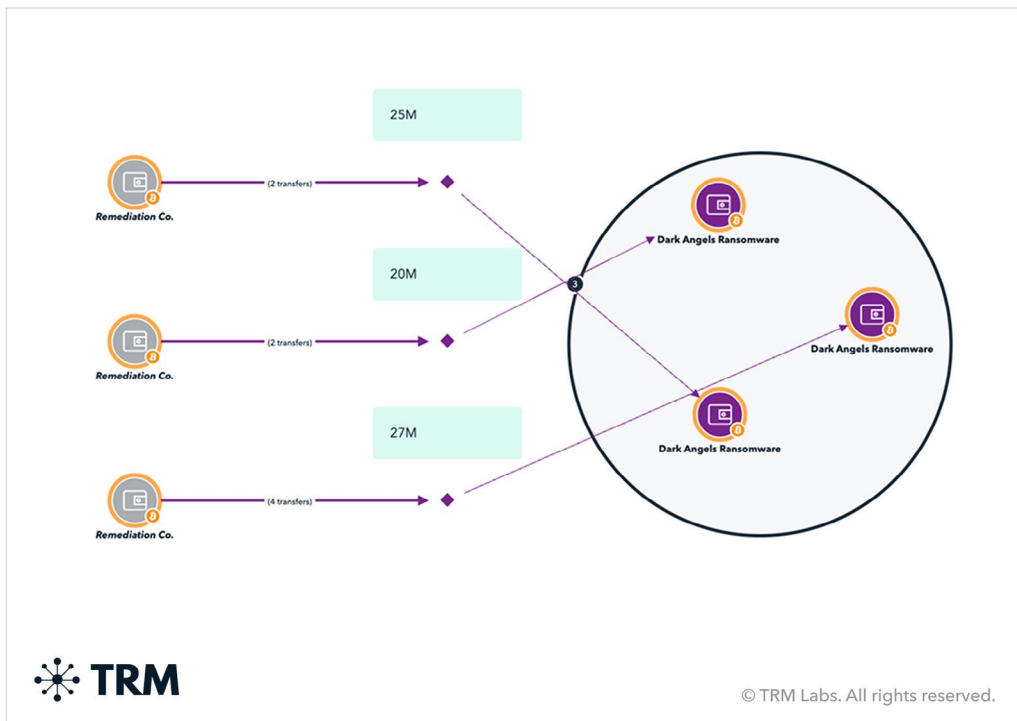 25M
(2 transfers)
Remediation Co.
Dark Angels Ransomware
20M
3
(2 transfers)
Remediation Co.
Dark Angels Ransomware
27M
Dark Angels Ransomware
(4 transfers)
Remediation Co.
TRM
© TRM Labs. All rights reserved.